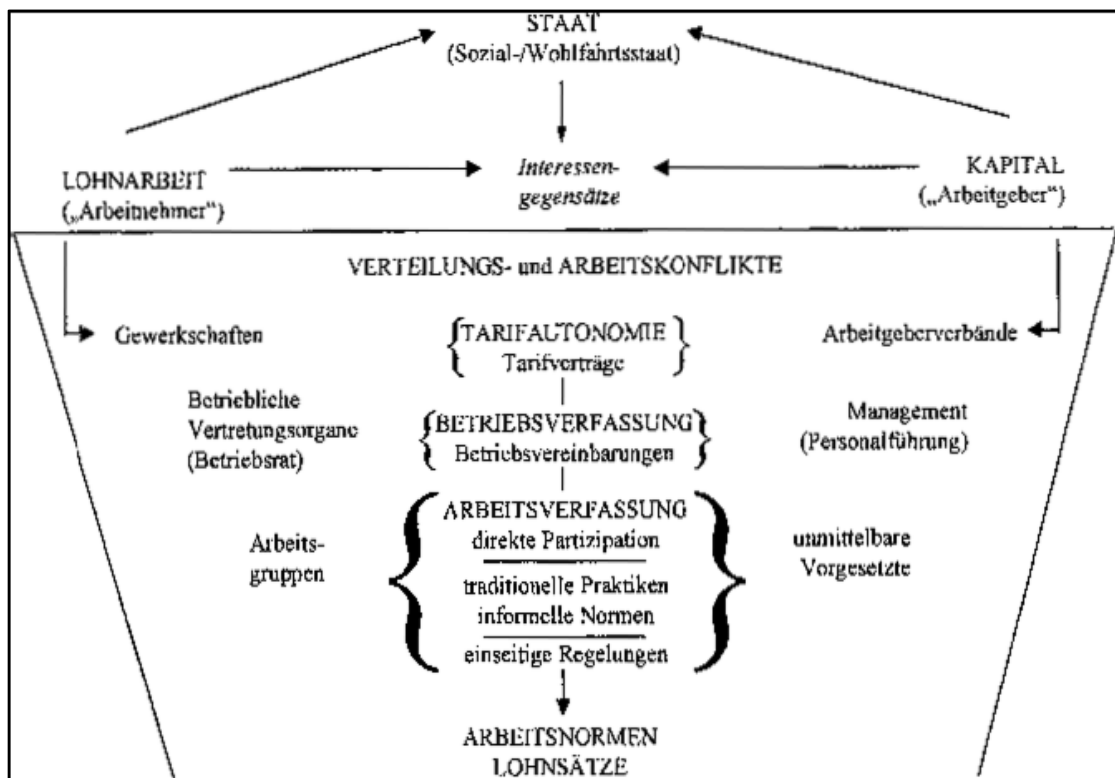 STAAT
(Sozial-/Wohlfahrtsstaat)
LOHNARBEIT
(„Arbeitnehmer“)
Interessen-
gegensätze
KAPITAL
(„Arbeitgeber“)
VERTEILUNGS- und ARBEITSKONFLIKTE
Gewerkschaften
TARIFAUTONOMIE
Tarifverträge
Arbeitgeberverbände
Betriebliche
Vertretungsorgane
(Betriebsrat)
BETRIEBSVERFASSUNG
Betriebsvereinbarungen
Management
(Personalführung)
Arbeits-
gruppen
ARBEITSVERFASSUNG
direkte Partizipation
traditionelle Praktiken
informelle Normen
einseitige Regelungen
unmittelbare
Vorgesetzte
ARBEITSNORMEN
LOHNSÄTZE